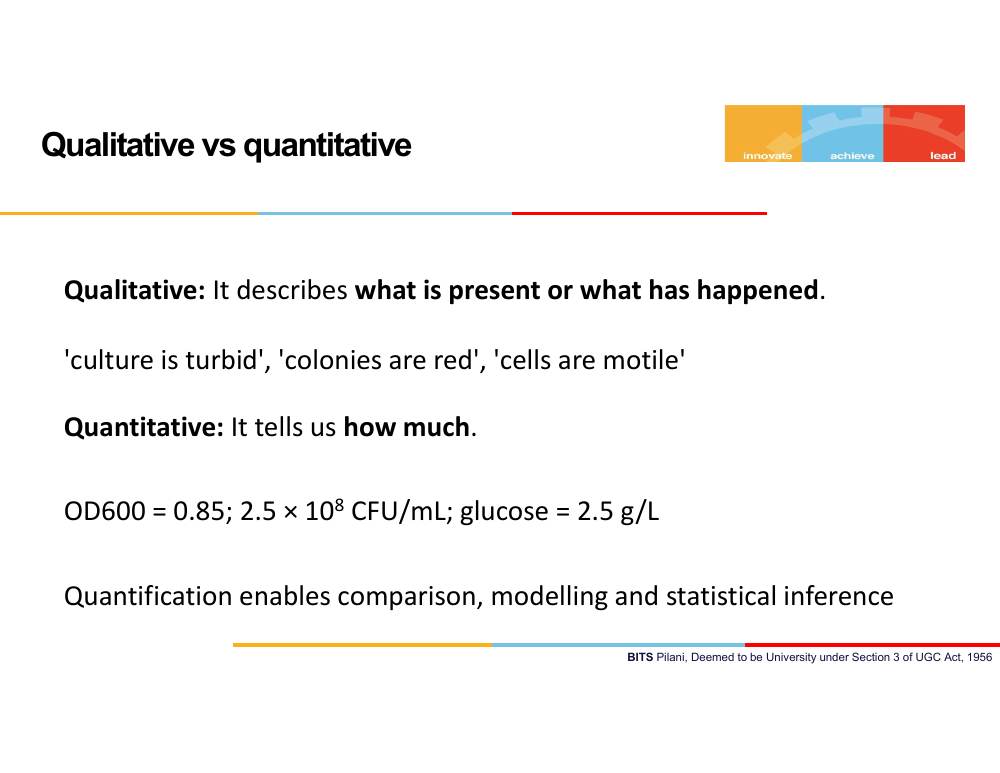 Qualitative vs quantitative
innovate achieve lead
Qualitative: It describes what is present or what has happened.
'culture is turbid', 'colonies are red', 'cells are motile'
Quantitative: It tells us how much.
OD600 = 0.85; 2.5 × 10⁸ CFU/mL; glucose = 2.5 g/L
Quantification enables comparison, modelling and statistical inference
BITS Pilani, Deemed to be University under Section 3 of UGC Act, 1956